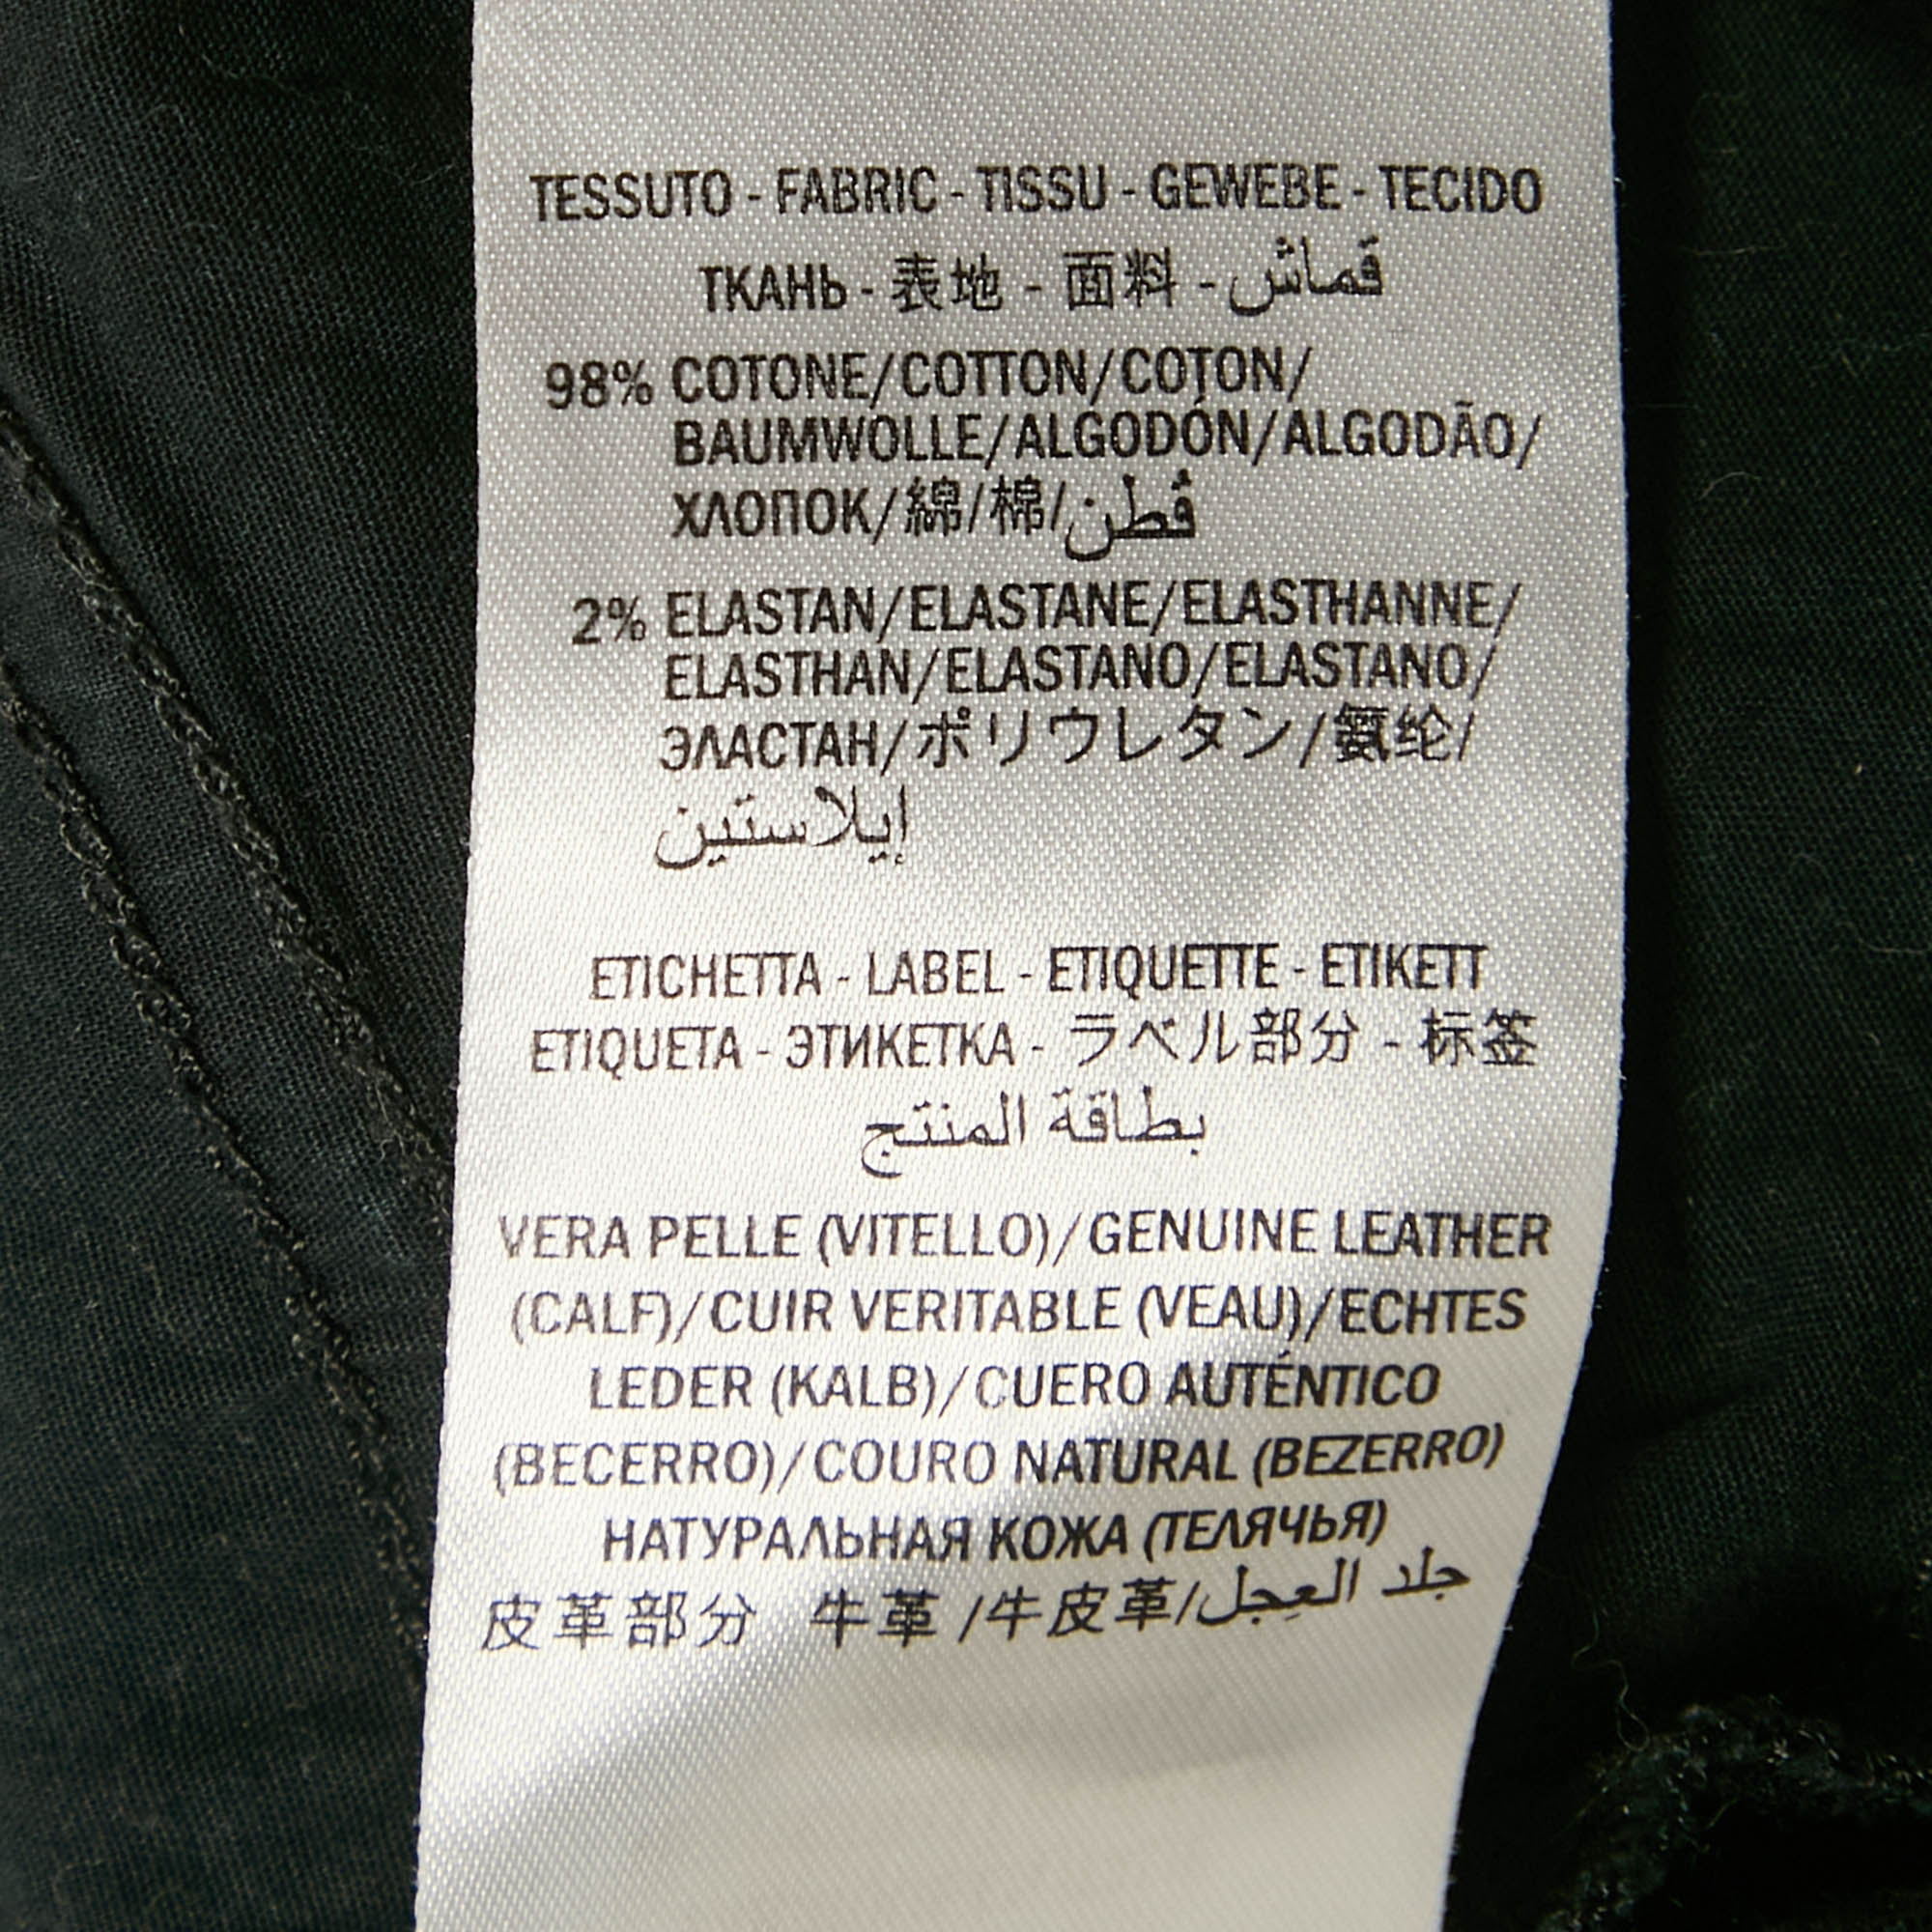 TESSUTO - FABRIC - TISSU - GEWEBE - TECIDO
ТКАНЬ - 表地 - 面料 - قماش
98% COTONE/COTTON/COTON/
BAUMWOLLE/ALGODÓN/ALGODÃO/
ХЛОПОК/綿/棉/قطن
2% ELASTAN/ELASTANE/ELASTHANNE/
ELASTHAN/ELASTANO/ELASTANO/
ЭЛАСТАН/ポリウレタン/氨纶/
إيلاستين
ETICHETTA - LABEL - ETIQUETTE - ETIKETT
ETIQUETA - ЭТИКЕТКА - ラベル部分 - 标签
بطاقة المنتج
VERA PELLE (VITELLO)/GENUINE LEATHER
(CALF)/CUIR VERITABLE (VEAU)/ECHTES
LEDER (KALB)/CUERO AUTÉNTICO
(BECERRO)/COURO NATURAL (BEZERRO)
НАТУРАЛЬНАЯ КОЖА (ТЕЛЯЧЬЯ)
皮革部分 牛革 /牛皮革/جلد العجل